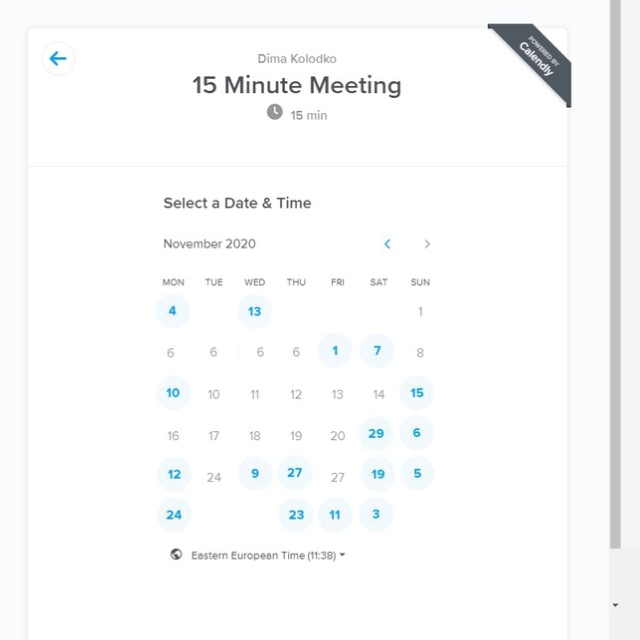 POWERED BY
Calendly
Dima Kolodko
15 Minute Meeting
15 min
Select a Date & Time
November 2020
MON TUE WED THU FRI SAT SUN
4 13 1
6 6 6 6 1 7 8
10 10 11 12 13 14 15
16 17 18 19 20 29 6
12 24 9 27 27 19 5
24 23 11 3
Eastern European Time (11:38)